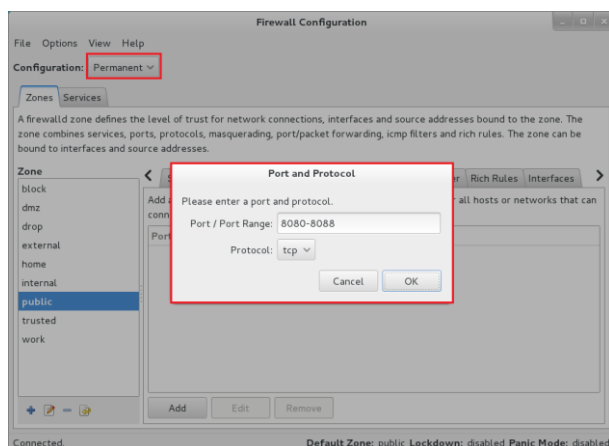 Firewall Configuration
File Options View Help
Configuration: Permanent
Zones Services
A firewalld zone defines the level of trust for network connections, interfaces and source addresses bound to the zone. The
zone combines services, ports, protocols, masquerading, port/packet forwarding, icmp filters and rich rules. The zone can be
bound to interfaces and source addresses.
Zone
block
dmz
drop
external
home
internal
public
trusted
work
Rich Rules Interfaces
Add
all hosts or networks that can
conn
Port
Port and Protocol
Please enter a port and protocol.
Port / Port Range: 8080-8088
Protocol: tcp
Cancel OK
Add Edit Remove
Connected.
Default Zone: public Lockdown: disabled Panic Mode: disabled